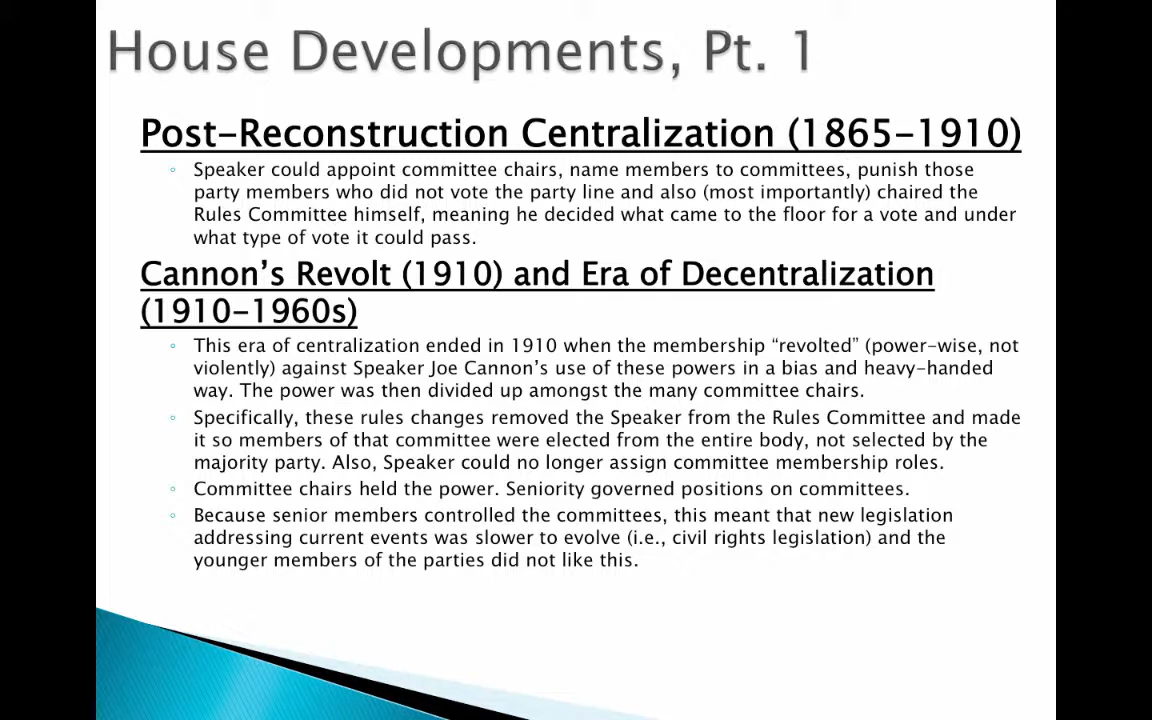 House Developments, Pt. 1
Post-Reconstruction Centralization (1865-1910)
Speaker could appoint committee chairs, name members to committees, punish those
party members who did not vote the party line and also (most importantly) chaired the
Rules Committee himself, meaning he decided what came to the floor for a vote and under
what type of vote it could pass.
Cannon’s Revolt (1910) and Era of Decentralization
(1910-1960s)
This era of centralization ended in 1910 when the membership “revolted” (power-wise, not
violently) against Speaker Joe Cannon’s use of these powers in a bias and heavy-handed
way. The power was then divided up amongst the many committee chairs.
Specifically, these rules changes removed the Speaker from the Rules Committee and made
it so members of that committee were elected from the entire body, not selected by the
majority party. Also, Speaker could no longer assign committee membership roles.
Committee chairs held the power. Seniority governed positions on committees.
Because senior members controlled the committees, this meant that new legislation
addressing current events was slower to evolve (i.e., civil rights legislation) and the
younger members of the parties did not like this.